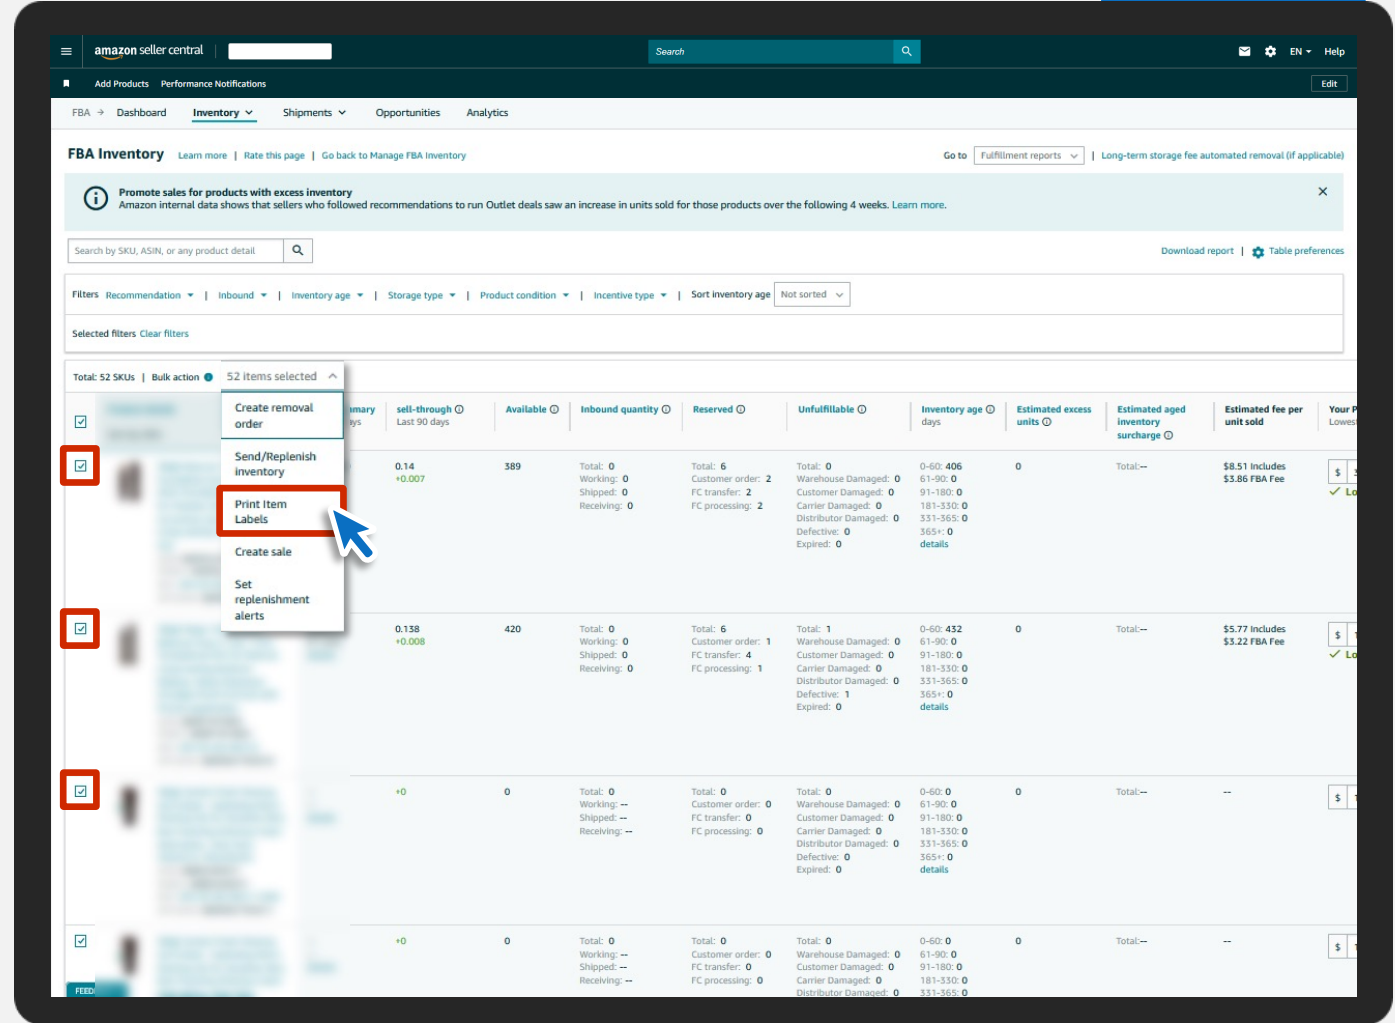 amazon seller central
Search
EN
Help
Add Products Performance Notifications
Edit
FBA → Dashboard Inventory Shipments Opportunities Analytics
FBA Inventory Learn more | Rate this page | Go back to Manage FBA Inventory
Go to Fulfillment reports | Long-term storage fee automated removal (if applicable)
Promote sales for products with excess inventory
Amazon internal data shows that sellers who followed recommendations to run Outlet deals saw an increase in units sold for those products over the following 4 weeks. Learn more.
Search by SKU, ASIN, or any product detail
Download report | Table preferences
Filters Recommendation | Inbound | Inventory age | Storage type | Product condition | Incentive type | Sort inventory age Not sorted
Selected filters Clear filters
Total: 52 SKUs | Bulk action 52 items selected
Create removal
order
Send/Replenish
inventory
Print Item
Labels
Create sale
Set
replenishment
alerts
sell-through
Last 90 days
Available
Inbound quantity
Reserved
Unfulfillable
Inventory age
days
Estimated excess
units
Estimated aged
inventory
surcharge
Estimated fee per
unit sold
Your P
Lowes
0.14
+0.007
389
Total: 0
Working: 0
Shipped: 0
Receiving: 0
Total: 6
Customer order: 2
FC transfer: 2
FC processing: 2
Total: 0
Warehouse Damaged: 0
Customer Damaged: 0
Carrier Damaged: 0
Distributor Damaged: 0
Defective: 0
Expired: 0
0-60: 406
61-90: 0
91-180: 0
181-330: 0
331-365: 0
365+: 0
details
0
Total:--
$8.51 Includes
$3.86 FBA Fee
$
Lo
0.138
+0.008
420
Total: 0
Working: 0
Shipped: 0
Receiving: 0
Total: 6
Customer order: 1
FC transfer: 4
FC processing: 1
Total: 1
Warehouse Damaged: 0
Customer Damaged: 0
Carrier Damaged: 0
Distributor Damaged: 0
Defective: 1
Expired: 0
0-60: 432
61-90: 0
91-180: 0
181-330: 0
331-365: 0
365+: 0
details
0
Total:--
$5.77 Includes
$3.22 FBA Fee
$ 1
Lo
+0
0
Total: 0
Working: --
Shipped: --
Receiving: --
Total: 0
Customer order: 0
FC transfer: 0
FC processing: 0
Total: 0
Warehouse Damaged: 0
Customer Damaged: 0
Carrier Damaged: 0
Distributor Damaged: 0
Defective: 0
Expired: 0
0-60: 0
61-90: 0
91-180: 0
181-330: 0
331-365: 0
365+: 0
details
0
Total:--
--
$ 1
+0
0
Total: 0
Working: --
Shipped: --
Receiving: --
Total: 0
Customer order: 0
FC transfer: 0
FC processing: 0
Total: 0
Warehouse Damaged: 0
Customer Damaged: 0
Carrier Damaged: 0
Distributor Damaged: 0
0-60: 0
61-90: 0
91-180: 0
181-330: 0
331-365: 0
0
Total:--
--
$ 1
FEED